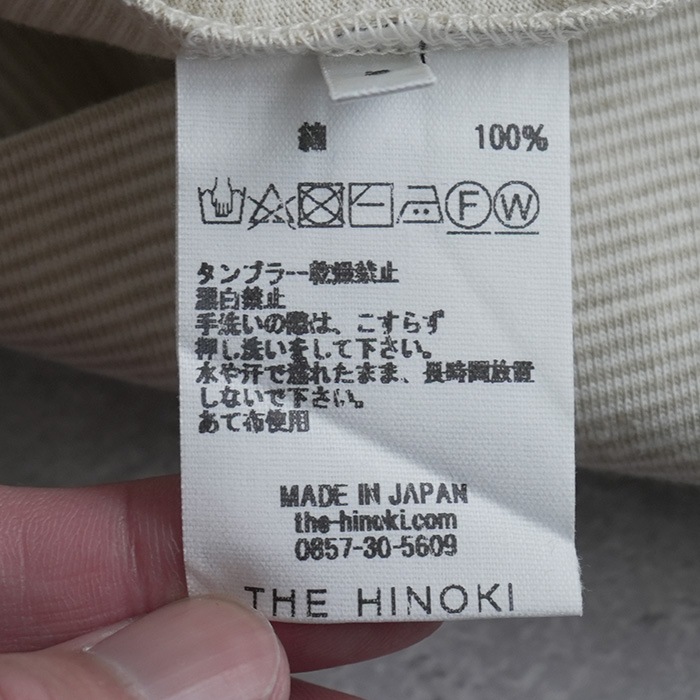 綿 100%
F W
タンブラー乾燥禁止
漂白禁止
手洗いの際は、こすらず
押し洗いをして下さい。
水や汗で濡れたまま、長時間放置
しないで下さい。
あて布使用
MADE IN JAPAN
the-hinoki.com
0857-30-5609
THE HINOKI